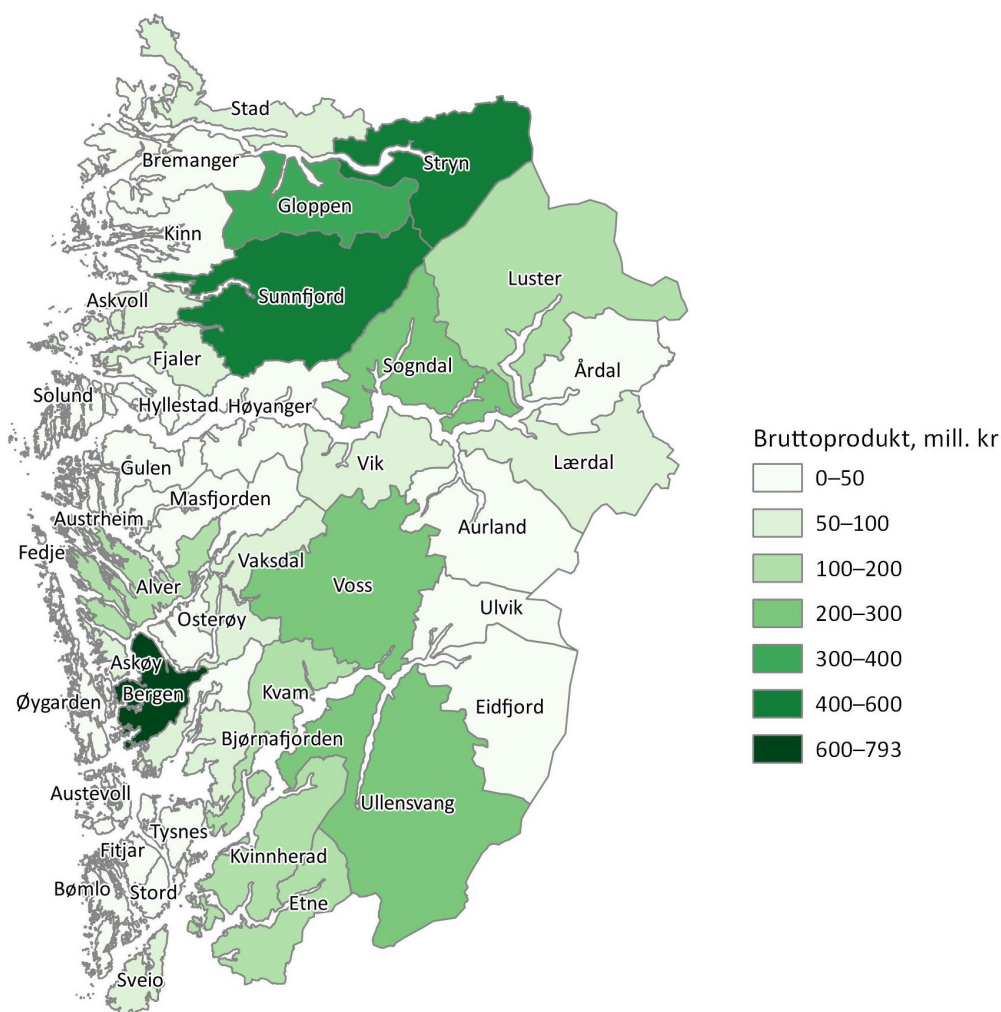 Stad
Bremanger
Stryn
Gloppen
Kinn
Luster
Sunnfjord
Askvoll
Fjaler
Sogndal
Årdal
Solund
Hyllestad
Høyanger
Gulen
Vik
Lærdal
Masfjorden
Austrheim
Aurland
Fedje
Vaksdal
Alver
Voss
Osterøy
Ulvik
Askøy
Øygarden
Bergen
Kvam
Eidfjord
Bjørnafjorden
Austevoll
Ullensvang
Tysnes
Fitjar
Kvinnherad
Bømlo
Stord
Etne
Sveio
Bruttoprodukt, mill. kr
0–50
50–100
100–200
200–300
300–400
400–600
600–793